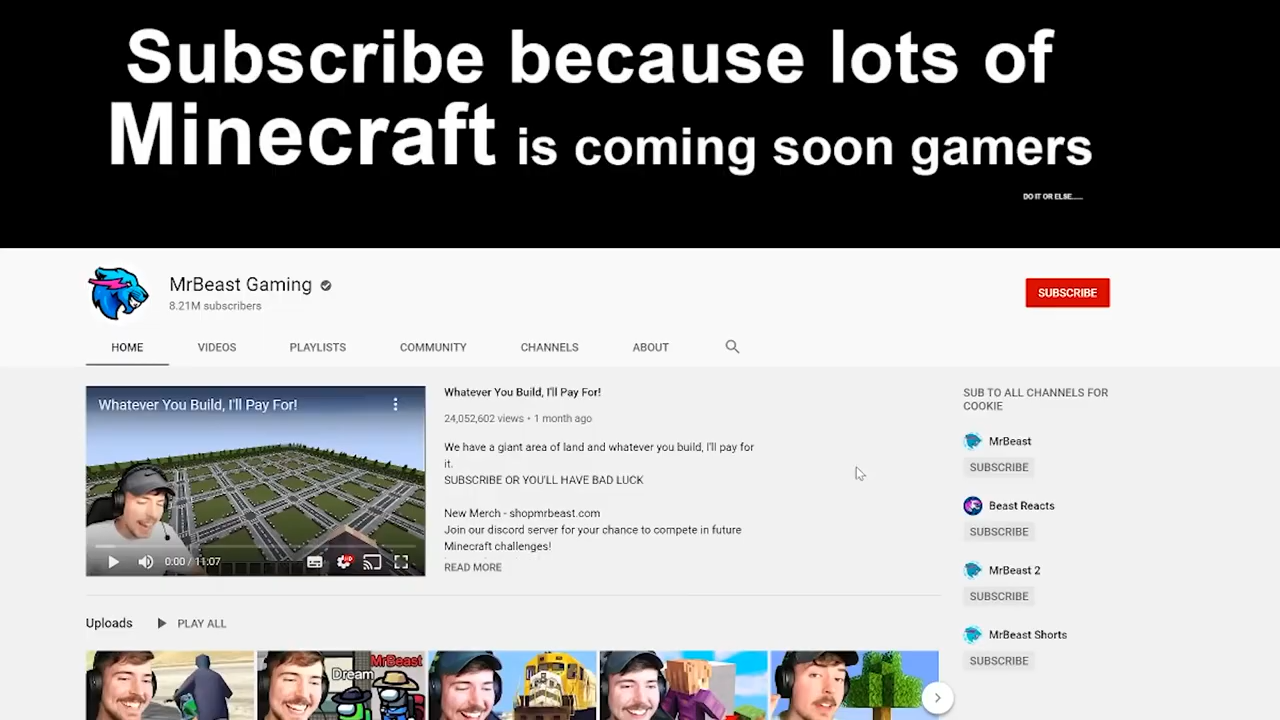 Subscribe because lots of
Minecraft is coming soon gamers
DO IT OR ELSE.....
MrBeast Gaming
8.21M subscribers
SUBSCRIBE
HOME
VIDEOS
PLAYLISTS
COMMUNITY
CHANNELS
ABOUT
Whatever You Build, I'll Pay For!
0:00 / 11:07
HD
Whatever You Build, I'll Pay For!
24,052,602 views • 1 month ago
We have a giant area of land and whatever you build, I'll pay for
it.
SUBSCRIBE OR YOU'LL HAVE BAD LUCK
New Merch - shopmrbeast.com
Join our discord server for your chance to compete in future
Minecraft challenges!
READ MORE
SUB TO ALL CHANNELS FOR
COOKIE
MrBeast
SUBSCRIBE
Beast Reacts
SUBSCRIBE
MrBeast 2
SUBSCRIBE
MrBeast Shorts
SUBSCRIBE
Uploads
PLAY ALL
MrBeast
Dream